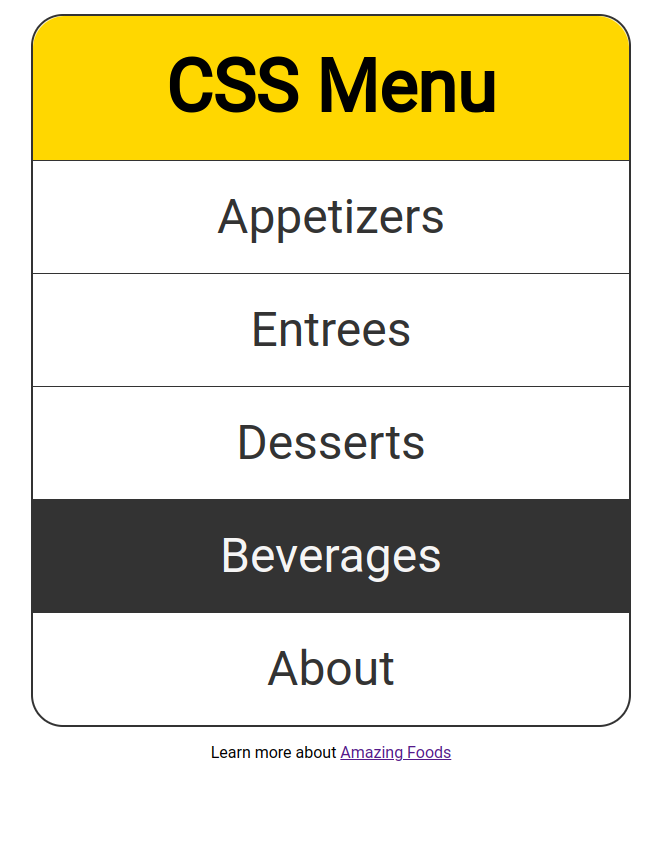 CSS Menu
Appetizers
Entrees
Desserts
Beverages
About
Learn more about Amazing Foods